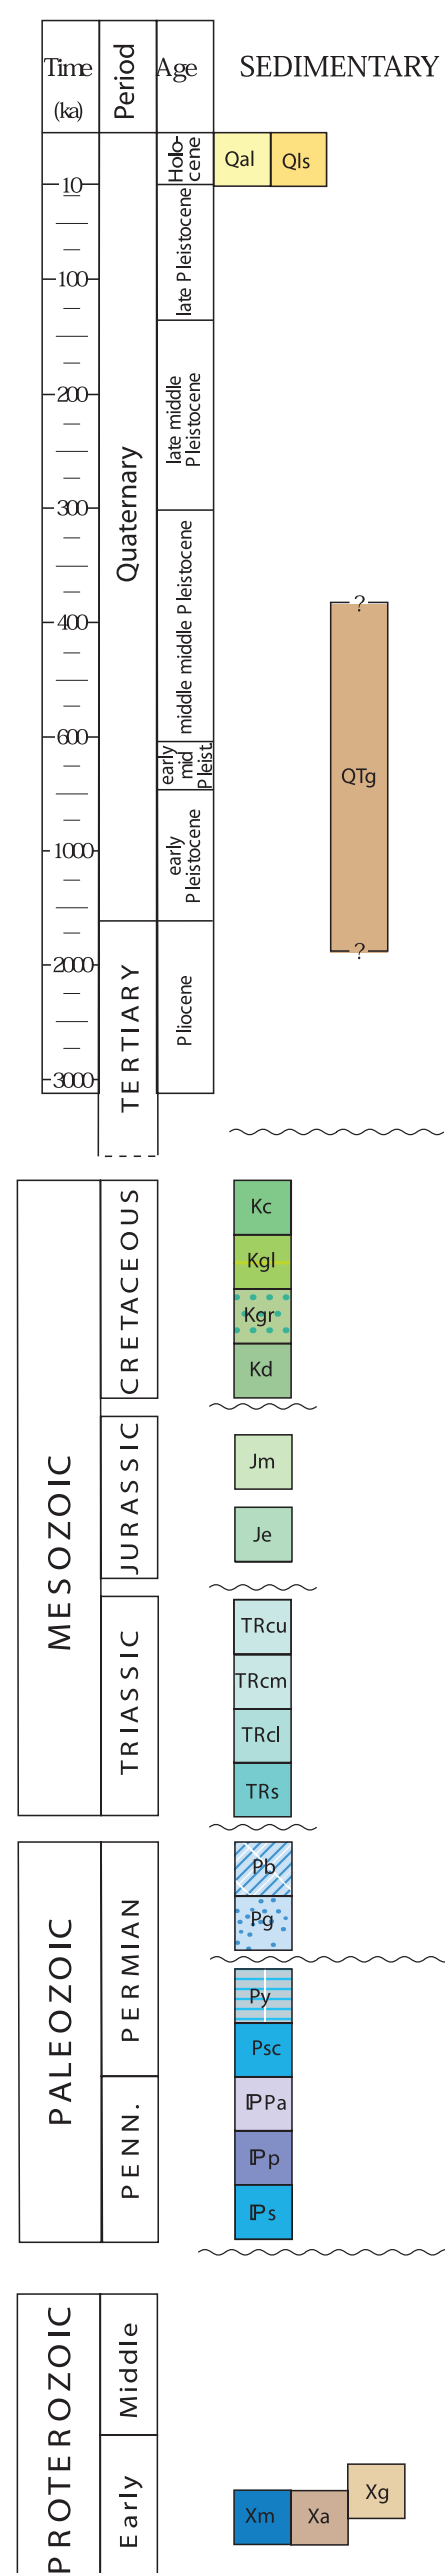 Time
(ka)
Period
Age
SEDIMENTARY
Holo-
cene
Qal
Qls
10
late Pleistocene
100
late middle
Pleistocene
200
Quaternary
300
middle middle Pleistocene
?
400
600
early
mid
Pleist.
QTg
early
Pleistocene
1000
?
2000
TERTIARY
Pliocene
3000
MESOZOIC
CRETACEOUS
Kc
Kgl
Kgr
Kd
JURASSIC
Jm
Je
TRIASSIC
TRcu
TRcm
TRcl
TRs
PALEOZOIC
PERMIAN
Pb
Pg
Py
Psc
PENN.
ℙPa
ℙp
ℙs
PROTEROZOIC
Middle
Early
Xg
Xm
Xa